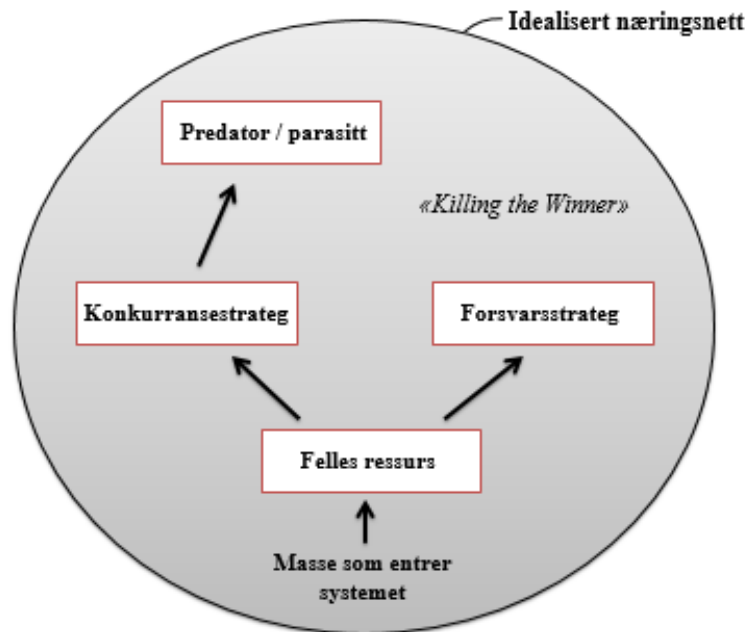 Idealisert næringsnett
Predator / parasitt
«Killing the Winner»
Konkurransestrateg
Forsvarsstrateg
Felles ressurs
Masse som entrer
systemet